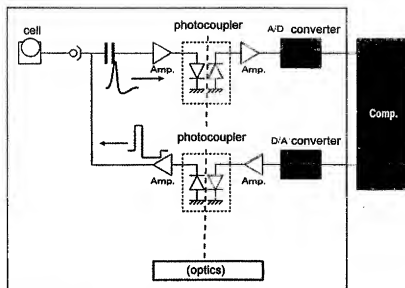 photocoupler
A/D converter
cell
Amp.
Amp.
Comp.
photocoupler
D/A converter
Amp.
Amp.
(optics)